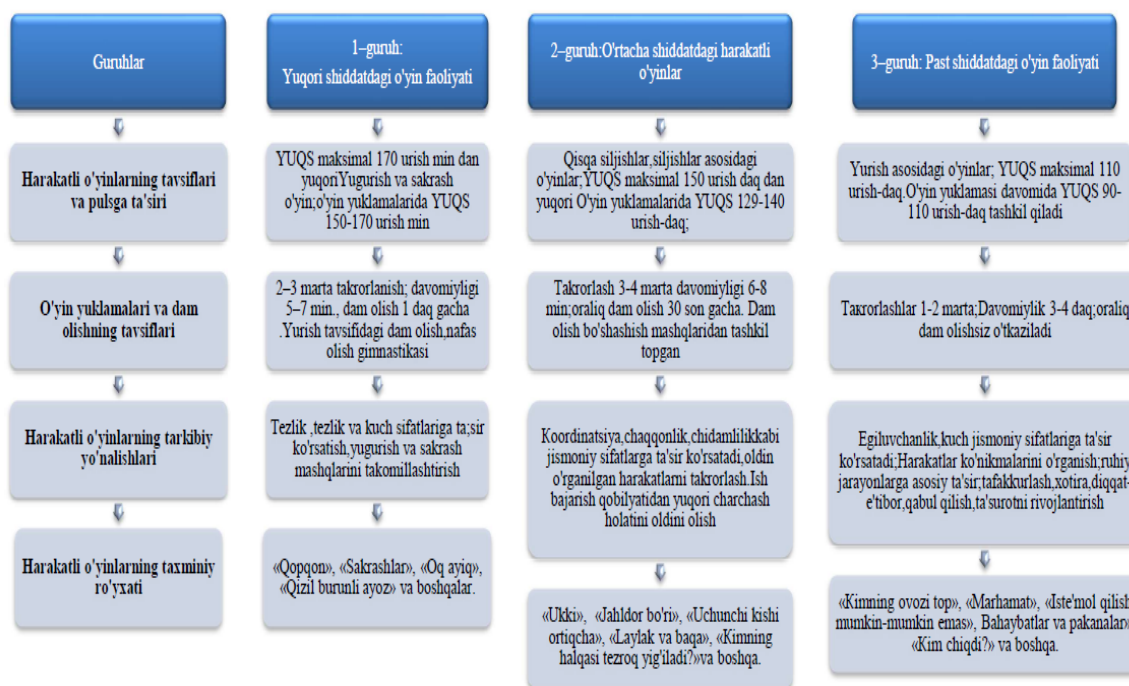 Guruhlar
1–guruh:
Yuqori shiddatdagi o'yin faoliyati
2–guruh:O'rtacha shiddatdagi harakatli
o'yinlar
3–guruh: Past shiddatdagi o'yin faoliyati
Harakatli o'yinlarning tavsiflari
va pulsga ta'siri
YUQS maksimal 170 urish min dan
yuqoriYugurish va sakrash
o'yin;o'yin yuklamalarida YUQS
150-170 urish min
Qisqa siljishlar,siljishlar asosidagi
o'yinlar;YUQS maksimal 150 urish daq dan
yuqori O'yin yuklamalarida YUQS 129-140
urish-daq;
Yurish asosidagi o'yinlar; YUQS maksimal 110
urish-daq.O'yin yuklamasi davomida YUQS 90-
110 urish-daq tashkil qiladi
O'yin yuklamalari va dam
olishning tavsiflari
2–3 marta takrorlanish; davomiyligi
5–7 min., dam olish 1 daq gacha
.Yurish tavsifidagi dam olish,nafas
olish gimnastikasi
Takrorlash 3-4 marta davomiyligi 6-8
min;oraliq dam olish 30 son gacha. Dam
olish bo'shashish mashqlaridan tashkil
topgan
Takrorlashlar 1-2 marta;Davomiylik 3-4 daq;oraliq
dam olishsiz o'tkaziladi
Harakatli o'yinlarning tarkibiy
yo'nalishlari
Tezlik ,tezlik va kuch sifatlariga ta;sir
ko'rsatish,yugurish va sakrash
mashqlarini takomillashtirish
Koordinatsiya,chaqqonlik,chidamlilikkabi
jismoniy sifatlarga ta'sir ko'rsatadi,oldin
o'rganilgan harakatlarni takrorlash.Ish
bajarish qobilyatidan yuqori charchash
holatini oldini olish
Egiluvchanlik,kuch jismoniy sifatlariga ta'sir
ko'rsatadi;Harakatlar ko'nikmalarini o'rganish;ruhiy
jarayonlarga asosiy ta'sir;tafakkurlash,xotira,diqqat-
e'tibor,qabul qilish,ta'surotni rivojlantirish
Harakatli o'yinlarning taxminiy
ro'yxati
«Qopqon», «Sakrashlar», «Oq ayiq»,
«Qizil burunli ayoz» va boshqalar.
«Ukki», «Jahldor bo'ri», «Uchunchi kishi
ortiqcha», «Laylak va baqa», «Kimning
halqasi tezroq yig'iladi?»va boshqa.
«Kimning ovozi top», «Marhamat», «Iste'mol qilish
mumkin-mumkin emas», Bahaybatlar va pakanalar»
«Kim chiqdi?» va boshqa.